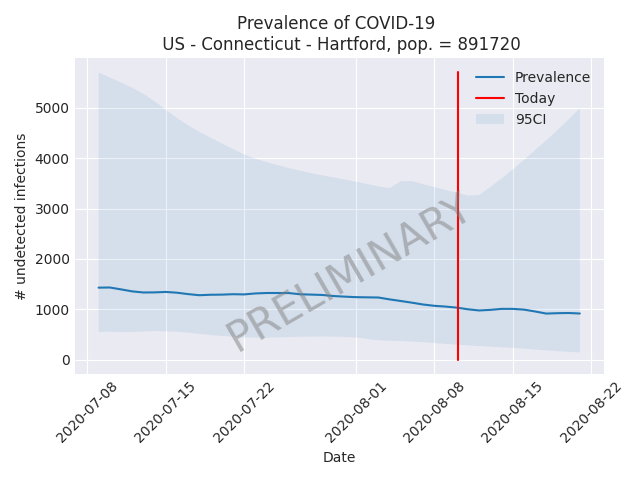 Prevalence of COVID-19
US - Connecticut - Hartford, pop. = 891720
Prevalence
Today
95CI
# undetected infections
5000
4000
3000
2000
1000
0
PRELIMINARY
2020-07-08
2020-07-15
2020-07-22
2020-08-01
2020-08-08
2020-08-15
2020-08-22
Date